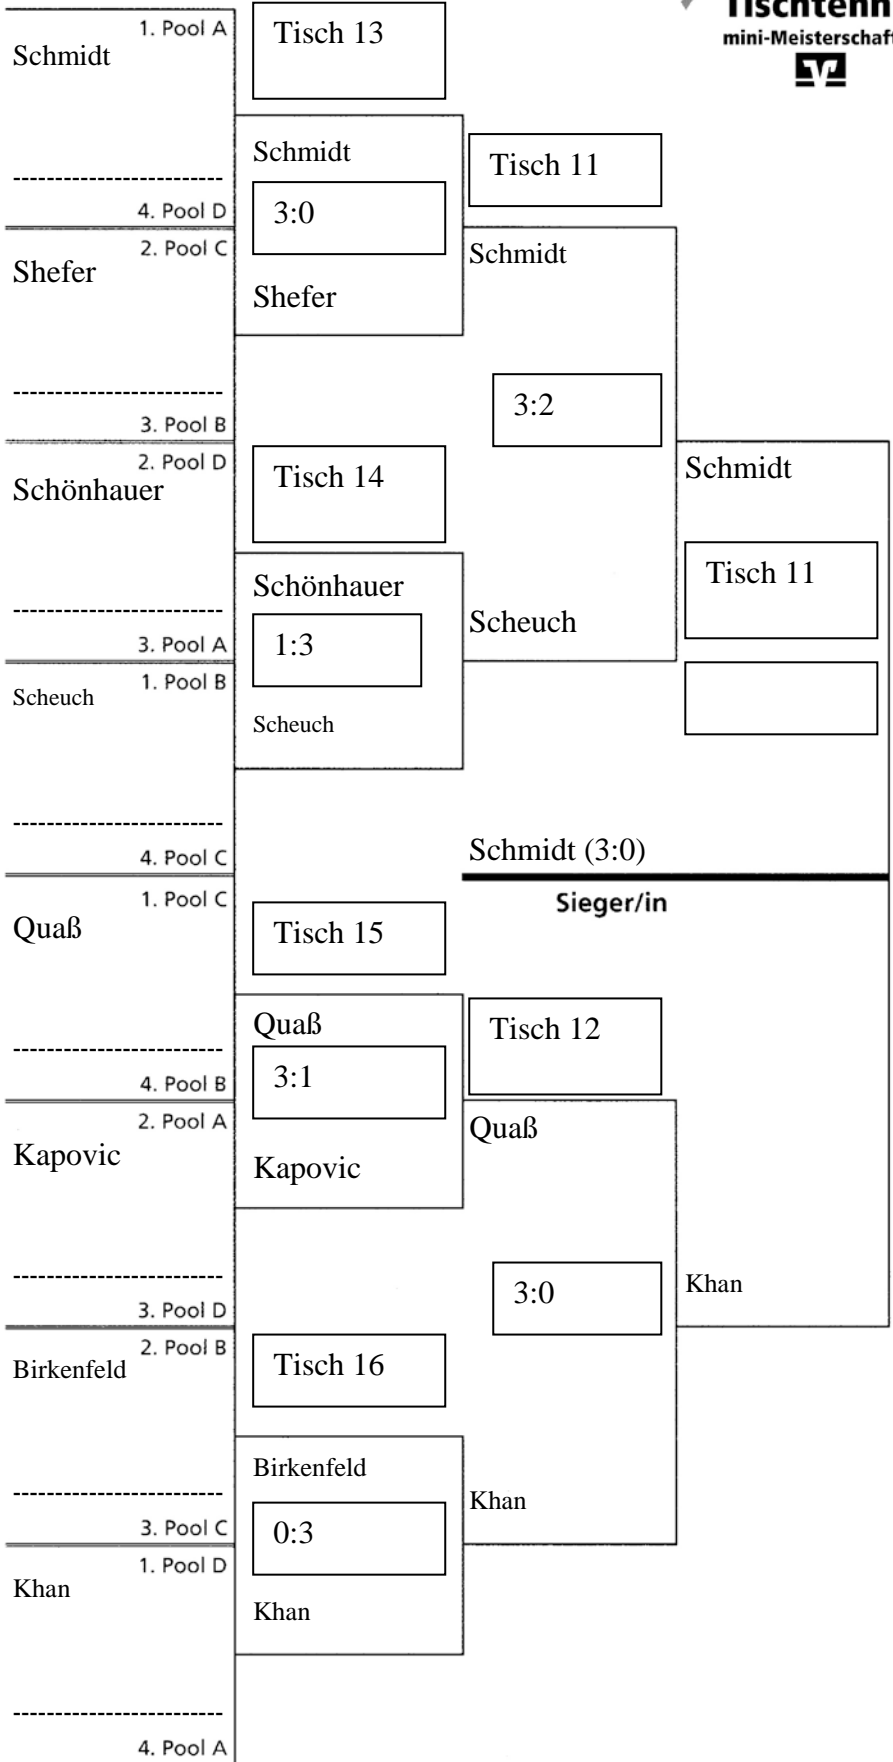 Tischtenn
mini-Meisterschaft
1. Pool A
Schmidt
Tisch 13
Schmidt
Tisch 11
4. Pool D
3:0
2. Pool C
Shefer
Schmidt
Shefer
3:2
3. Pool B
2. Pool D
Schönhauer
Tisch 14
Schmidt
Schönhauer
Tisch 11
3. Pool A
1:3
Scheuch
1. Pool B
Scheuch
Scheuch
4. Pool C
Schmidt (3:0)
1. Pool C
Sieger/in
Quaß
Tisch 15
Quaß
Tisch 12
4. Pool B
3:1
2. Pool A
Quaß
Kapovic
Kapovic
3. Pool D
3:0
Khan
2. Pool B
Birkenfeld
Tisch 16
Birkenfeld
Khan
3. Pool C
0:3
1. Pool D
Khan
Khan
4. Pool A